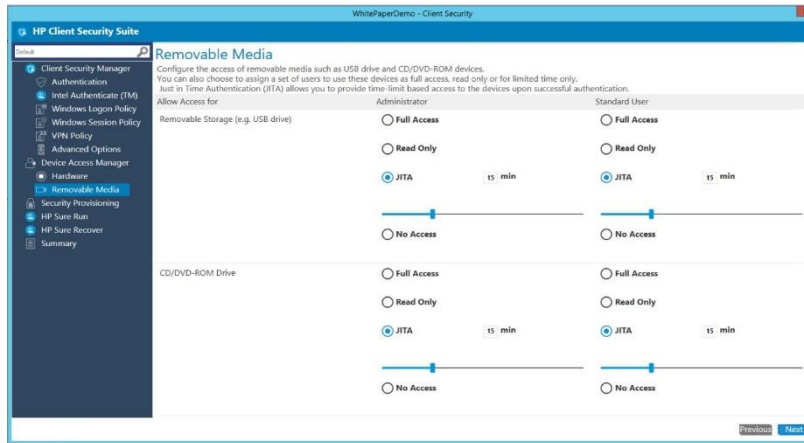 WhitePaperDemo - Client Security
HP Client Security Suite
Default
Client Security Manager
Authentication
Intel Authenticate (TM)
Windows Logon Policy
Windows Session Policy
VPN Policy
Advanced Options
Device Access Manager
Hardware
Removable Media
Security Provisioning
HP Sure Run
HP Sure Recover
Summary
Removable Media
Configure the access of removable media such as USB drive and CD/DVD-ROM devices.
You can also choose to assign a set of users to use these devices as full access, read only or for limited time only.
Just in Time Authentication (JITA) allows you to provide time-limit based access to the devices upon successful authentication.
Allow Access for Administrator Standard User
Removable Storage (e.g. USB drive) Full Access Full Access
Read Only Read Only
JITA 15 min JITA 15 min
No Access No Access
CD/DVD-ROM Drive Full Access Full Access
Read Only Read Only
JITA 15 min JITA 15 min
No Access No Access
Previous Next